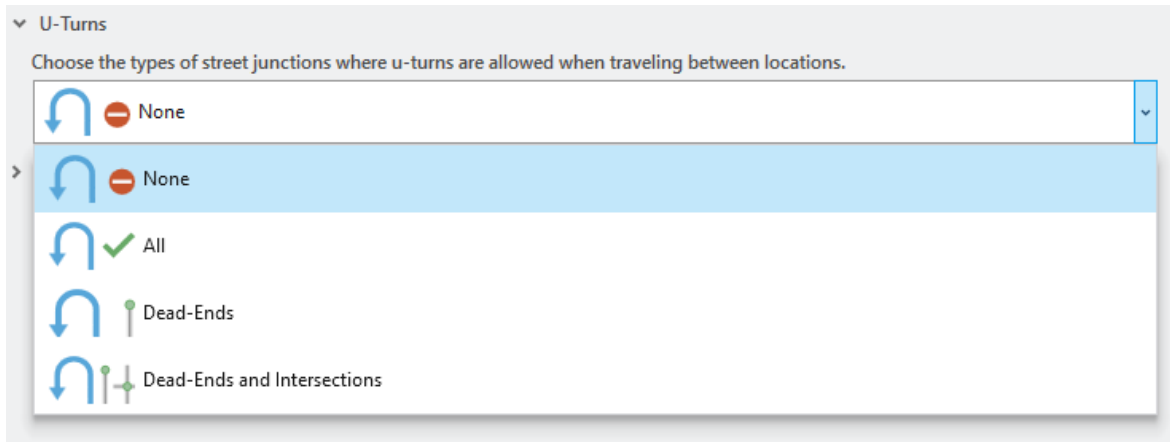 U-Turns
Choose the types of street junctions where u-turns are allowed when traveling between locations.
None
None
All
Dead-Ends
Dead-Ends and Intersections